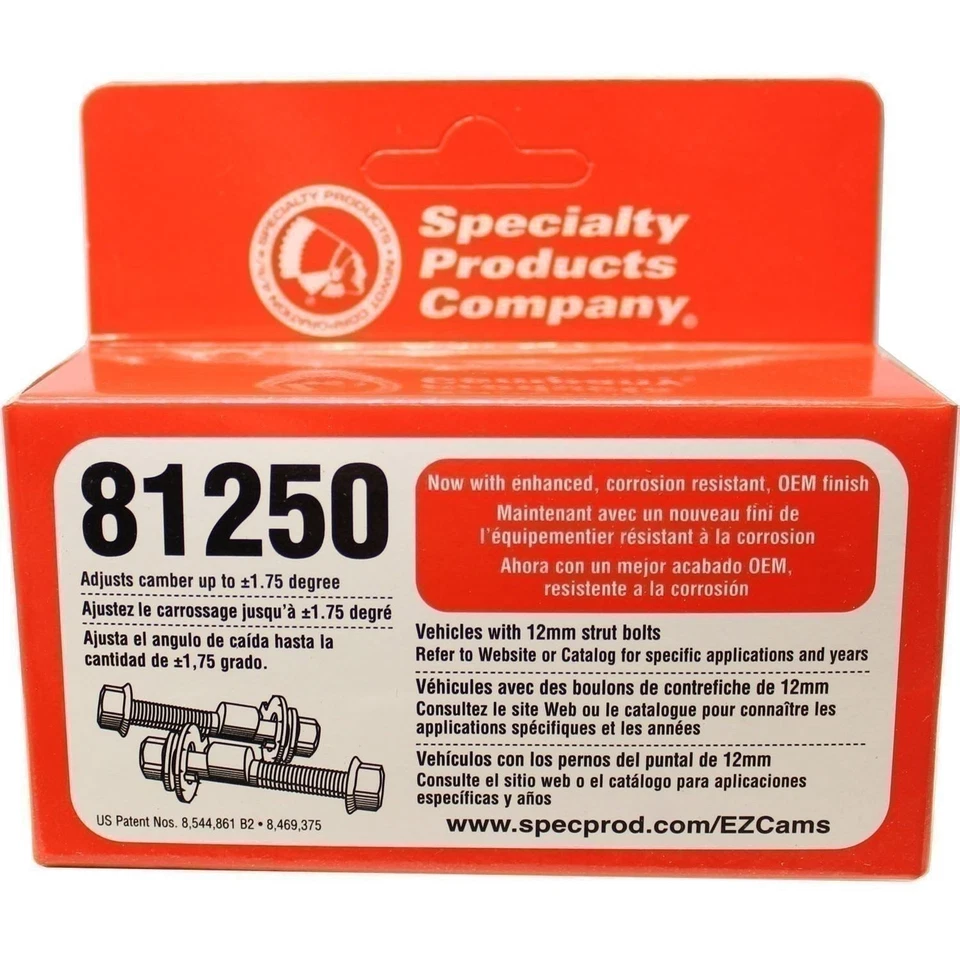 SPECIALTY PRODUCTS
Specialty
Products
Company®
81250
Adjusts camber up to ±1.75 degree
Ajustez le carrossage jusqu'à ±1.75 degré
Ajusta el angulo de caída hasta la
cantidad de ±1,75 grado.
US Patent Nos. 8,544,861 B2 • 8,469,375
Now with enhanced, corrosion resistant, OEM finish
Maintenant avec un nouveau fini de
l'équipementier résistant à la corrosion
Ahora con un mejor acabado OEM,
resistente a la corrosión
Vehicles with 12mm strut bolts
Refer to Website or Catalog for specific applications and years
Véhicules avec des boulons de contrefiche de 12mm
Consultez le site Web ou le catalogue pour connaître les
applications spécifiques et les années
Vehículos con los pernos del puntal de 12mm
Consulte el sitio web o el catálogo para aplicaciones
específicas y años
www.specprod.com/EZCams